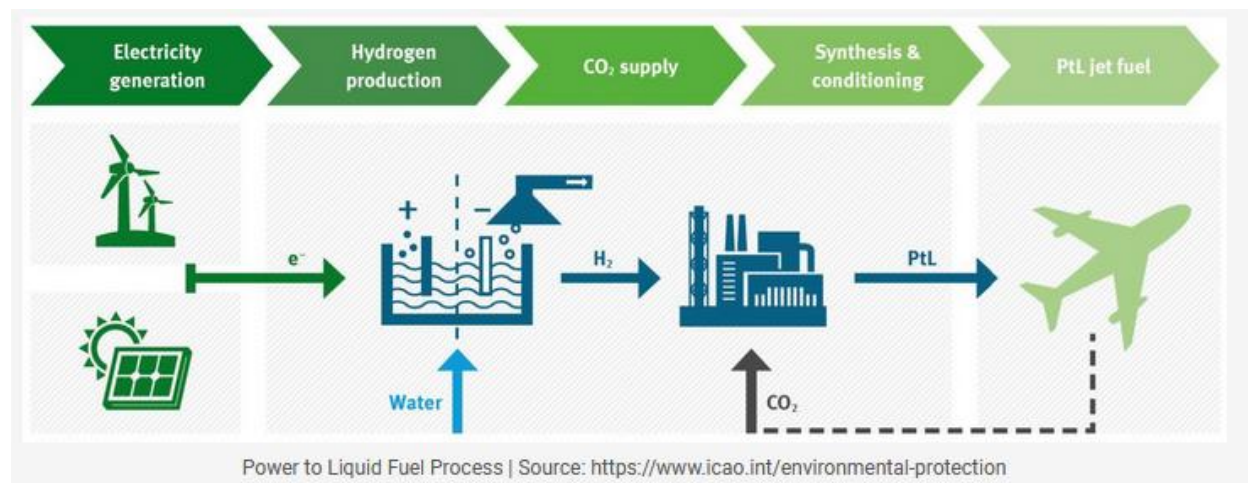 Electricity
generation
Hydrogen
production
CO₂ supply
Synthesis &
conditioning
PtL jet fuel
+
−
e⁻
H₂
PtL
Water
CO₂
Power to Liquid Fuel Process | Source: https://www.icao.int/environmental-protection